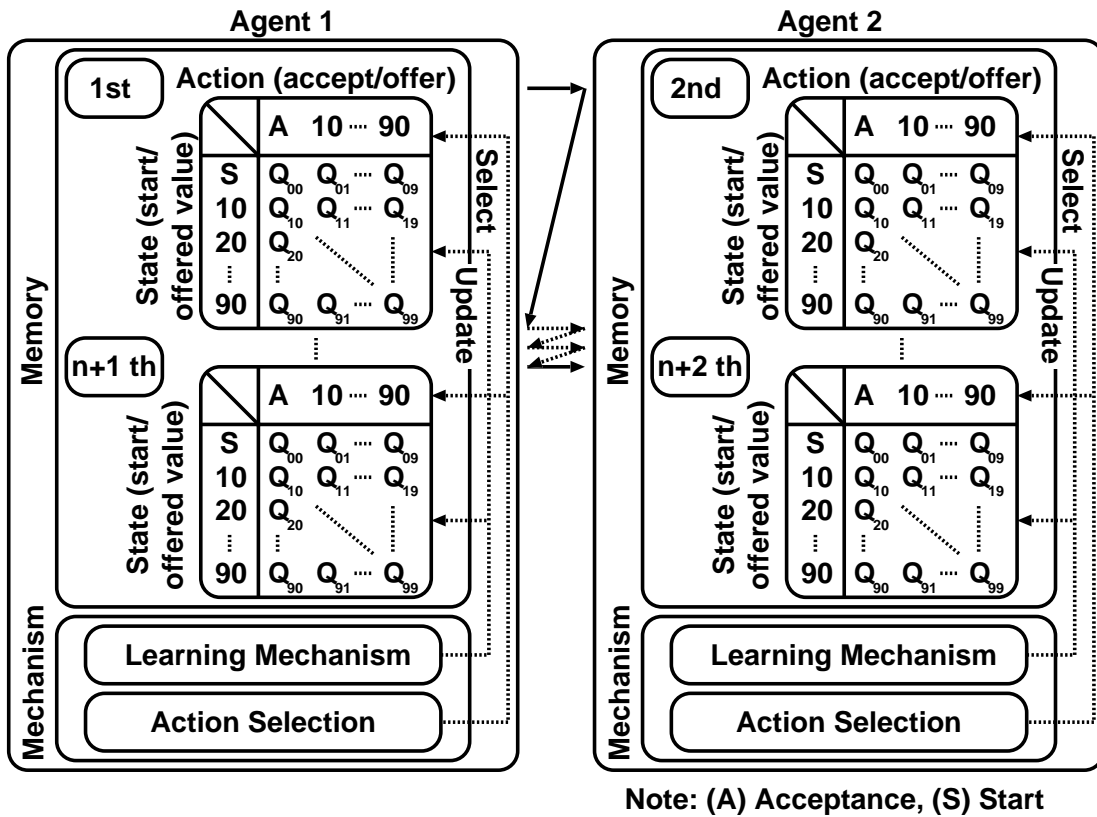 Agent 1
Agent 2
1st
Action (accept/offer)
A 10 ···· 90
State (start/
offered value)
S Q00 Q01 ···· Q09
10 Q10 Q11 ···· Q19
20 Q20
90 Q90 Q91 ···· Q99
Select
Update
Memory
n+1 th
A 10 ···· 90
State (start/
offered value)
S Q00 Q01 ···· Q09
10 Q10 Q11 ···· Q19
20 Q20
90 Q90 Q91 ···· Q99
Mechanism
Learning Mechanism
Action Selection
2nd
Action (accept/offer)
A 10 ···· 90
State (start/
offered value)
S Q00 Q01 ···· Q09
10 Q10 Q11 ···· Q19
20 Q20
90 Q90 Q91 ···· Q99
Select
Update
Memory
n+2 th
A 10 ···· 90
State (start/
offered value)
S Q00 Q01 ···· Q09
10 Q10 Q11 ···· Q19
20 Q20
90 Q90 Q91 ···· Q99
Mechanism
Learning Mechanism
Action Selection
Note: (A) Acceptance, (S) Start